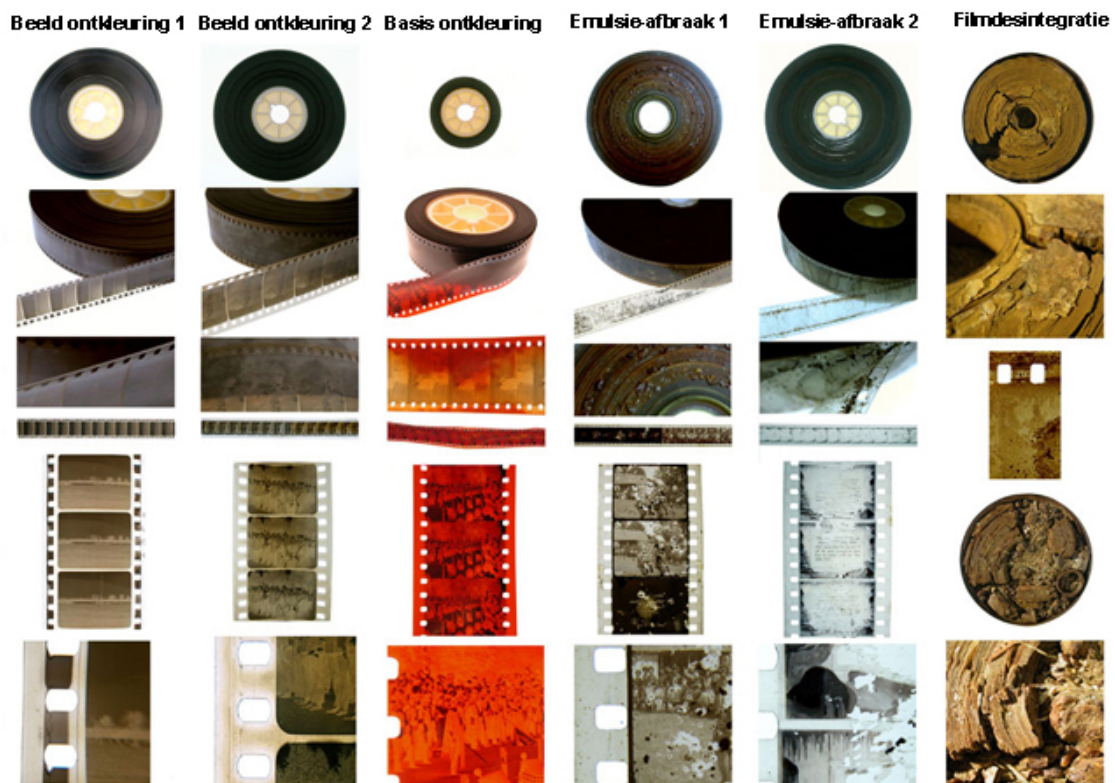 Beeld ontkleuring 1
Beeld ontkleuring 2
Basis ontkleuring
Emulsie-afbraak 1
Emulsie-afbraak 2
Filmdesintegratie